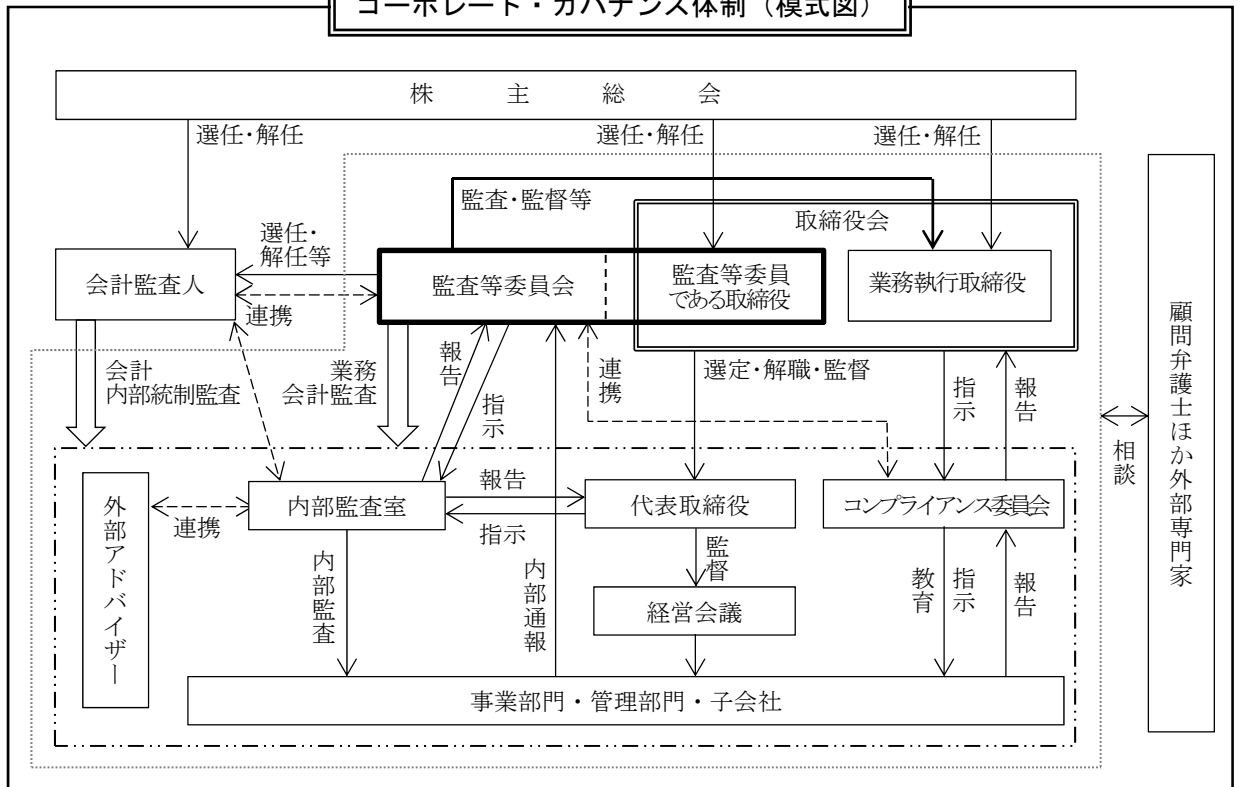 コーポレート・ガバナンス体制（模式図）
株主総会
選任・解任
選任・解任
選任・解任
監査・監督等
取締役会
選任・
解任等
会計監査人
監査等委員会
監査等委員
である取締役
業務執行取締役
連携
会計
内部統制監査
業務
会計監査
報告
指示
連携
選定・解職・監督
指示
報告
相談
顧問弁護士ほか外部専門家
外部アドバイザー
連携
内部監査室
報告
指示
代表取締役
コンプライアンス委員会
内部監査
内部通報
監督
経営会議
教育
指示
報告
事業部門・管理部門・子会社